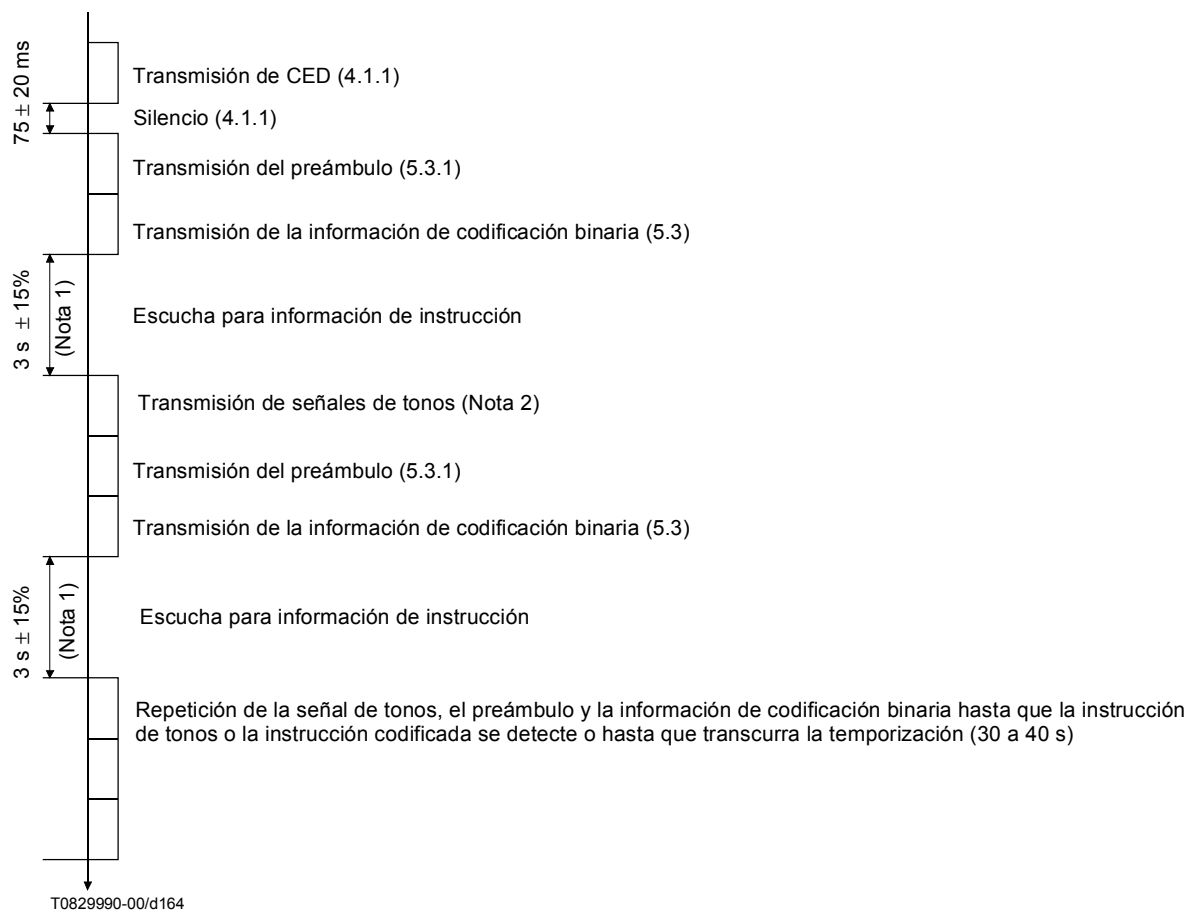 75 ± 20 ms
Transmisión de CED (4.1.1)
Silencio (4.1.1)
Transmisión del preámbulo (5.3.1)
Transmisión de la información de codificación binaria (5.3)
3 s ± 15%
(Nota 1)
Escucha para información de instrucción
Transmisión de señales de tonos (Nota 2)
Transmisión del preámbulo (5.3.1)
Transmisión de la información de codificación binaria (5.3)
3 s ± 15%
(Nota 1)
Escucha para información de instrucción
Repetición de la señal de tonos, el preámbulo y la información de codificación binaria hasta que la instrucción
de tonos o la instrucción codificada se detecte o hasta que transcurra la temporización (30 a 40 s)
T0829990-00/d164